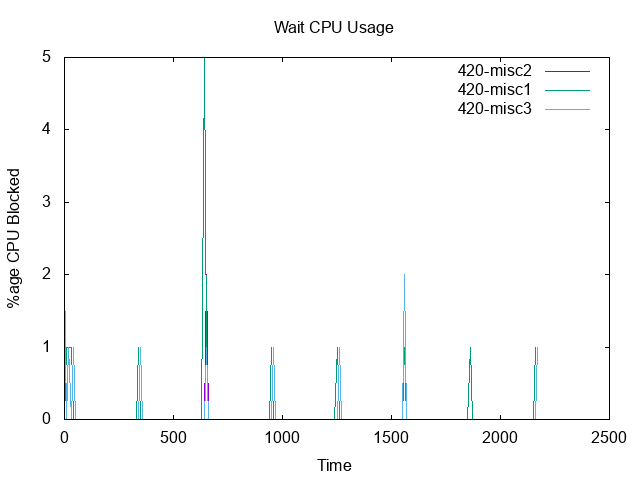 Wait CPU Usage
5
4
3
2
1
0
%age CPU Blocked
420-misc2
420-misc1
420-misc3
0 500 1000 1500 2000 2500
Time